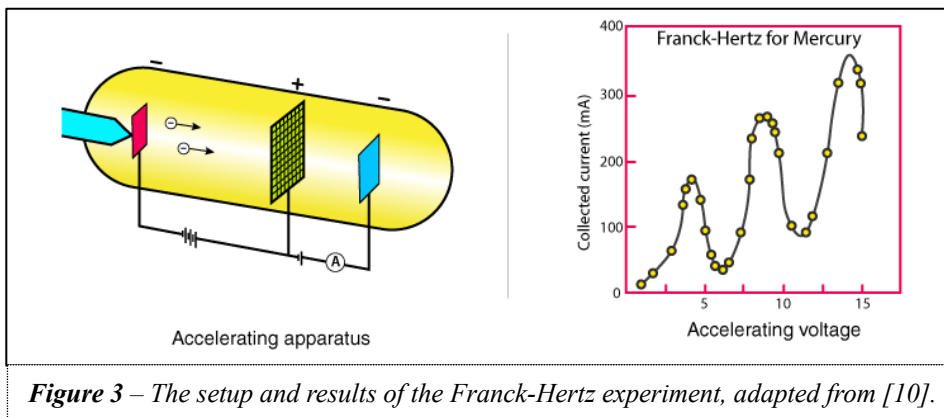 − + −
− −
A
Accelerating apparatus
Franck-Hertz for Mercury
Collected current (mA)
400
300
200
100
0
5 10 15
Accelerating voltage
Figure 3 – The setup and results of the Franck-Hertz experiment, adapted from [10].